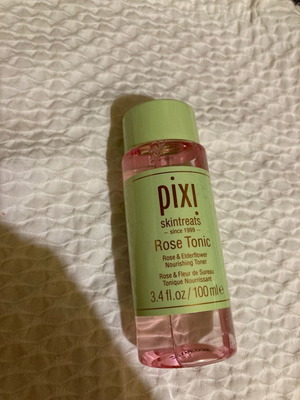 pixi
skintreats
– since 1999 –
Rose Tonic
Rose & Elderflower
Nourishing Toner
Rose & Fleur de Sureau
Tonique Nourrissant
3.4 fl.oz / 100 ml e